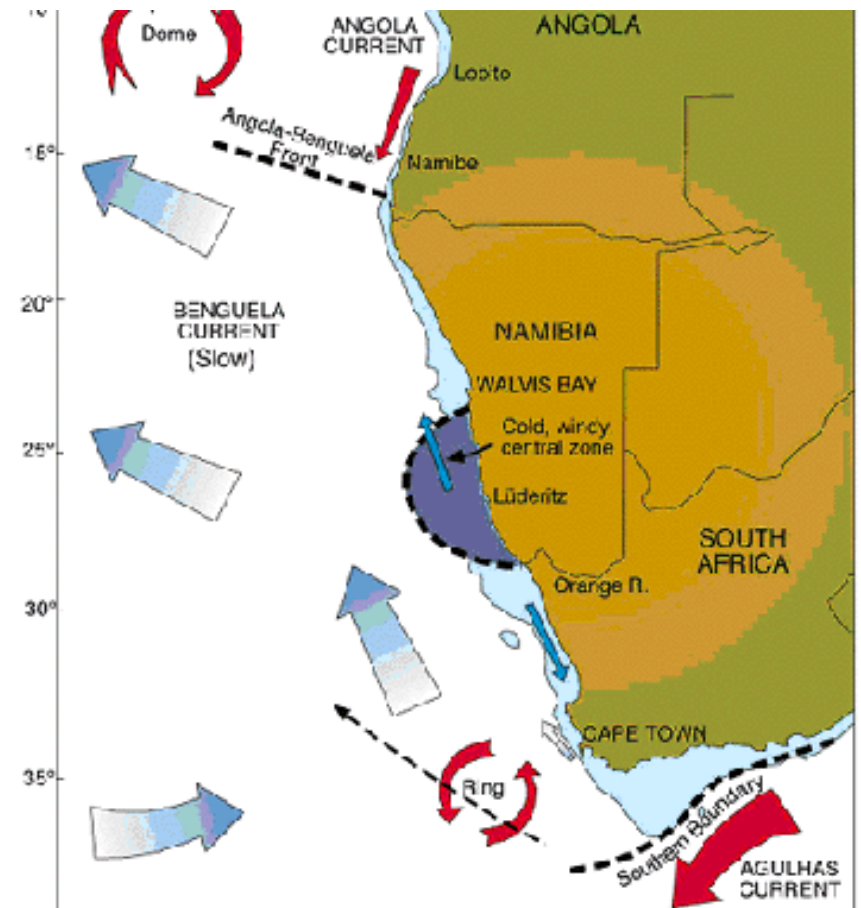 Dome
ANGOLA
CURRENT
ANGOLA
Lobito
Angola-Benguele
Front
15°
Namibe
20°
BENGUELA
CURRENT
(Slow)
NAMIBIA
WALVIS BAY
Cold, windy
central zone
25°
Lüderitz
SOUTH
AFRICA
Orange R.
30°
CAPE TOWN
35°
Ring
Southern Boundary
AGULHAS
CURRENT